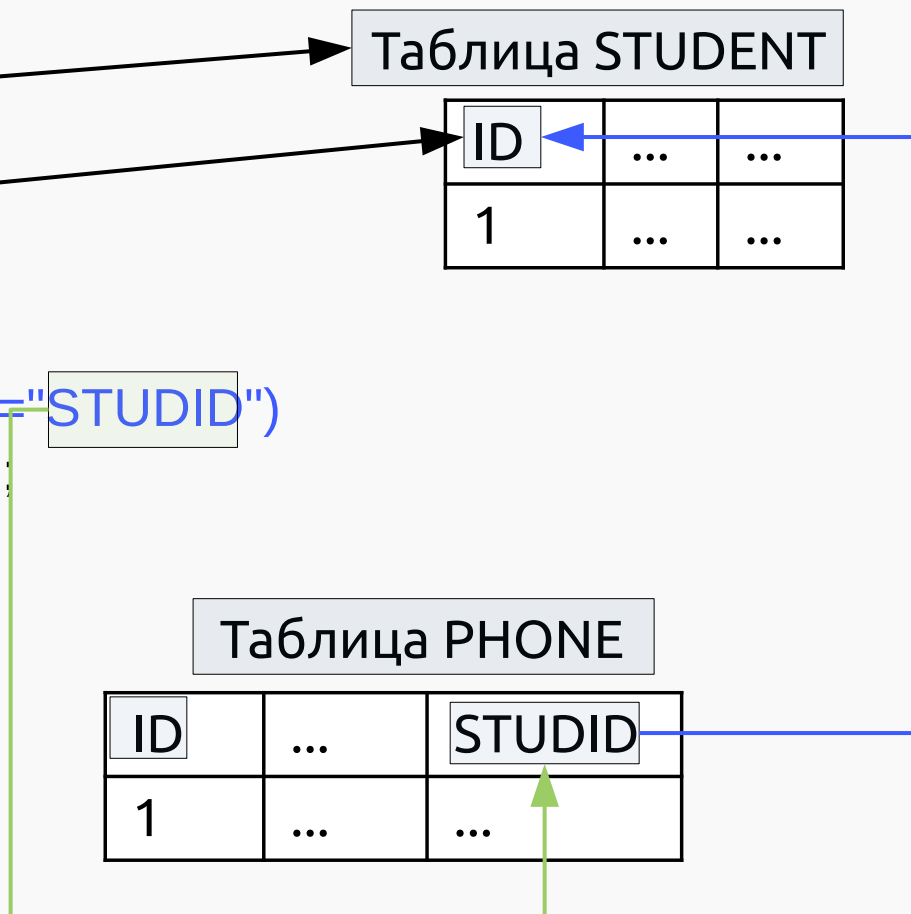 Таблица STUDENT
ID ... ...
1 ... ...
="STUDID")
;
Таблица PHONE
ID ... STUDID
1 ... ...